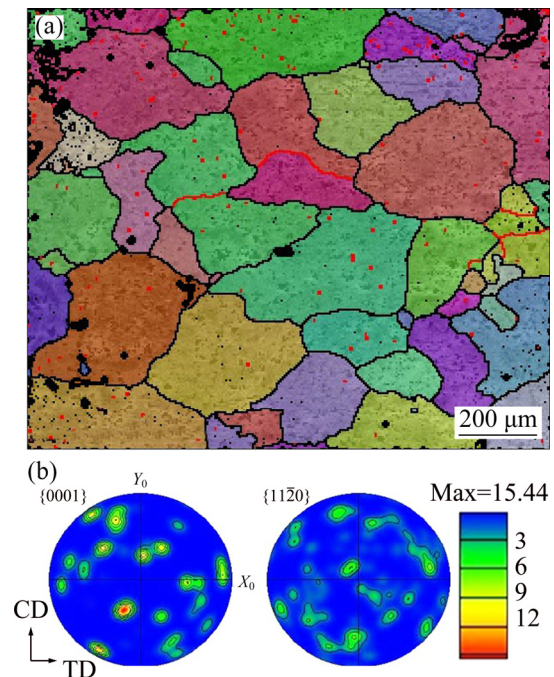 (a)
200 μm
(b)
{0001}
Y₀
{112̄0}
Max=15.44
X₀
3
6
9
12
CD
TD